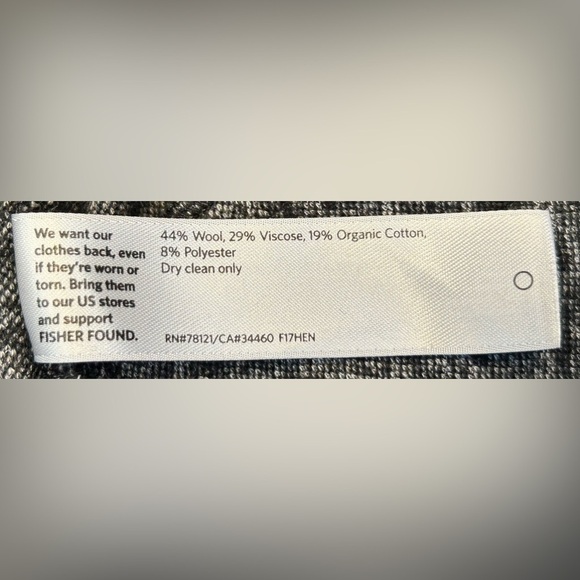 We want our
clothes back, even
if they're worn or
torn. Bring them
to our US stores
and support
FISHER FOUND.
44% Wool, 29% Viscose, 19% Organic Cotton,
8% Polyester
Dry clean only
RN#78121/CA#34460 F17HEN